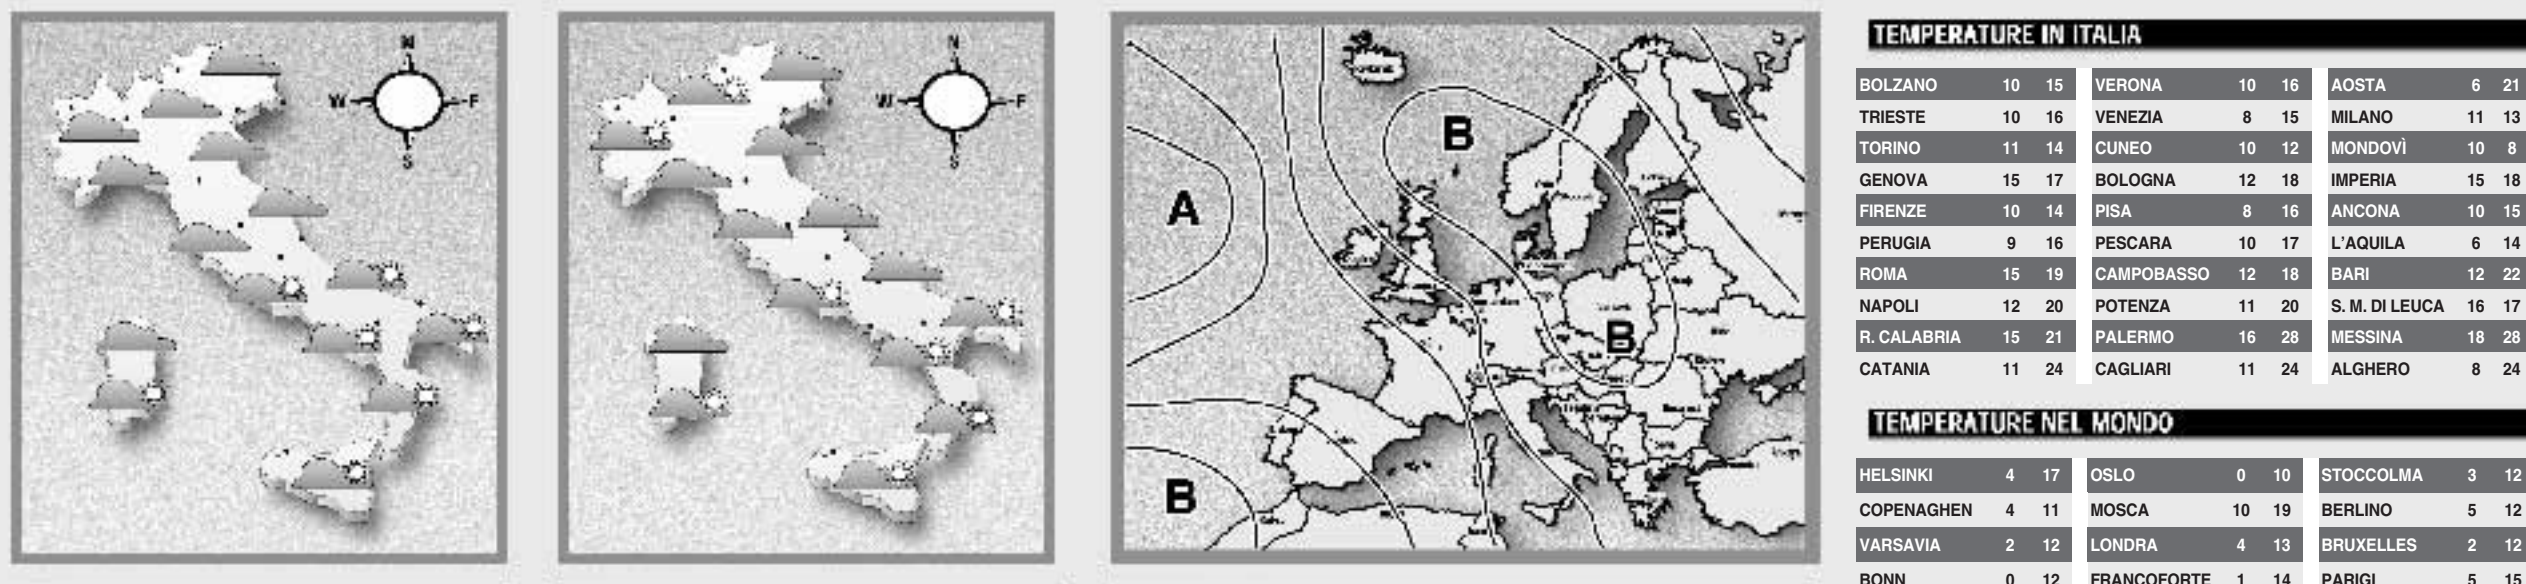 N
W
S
N
W
S
A
B
B
B
TEMPERATURE IN ITALIA
BOLZANO 10 15 VERONA 10 16 AOSTA 6 21
TRIESTE 10 16 VENEZIA 8 15 MILANO 11 13
TORINO 11 14 CUNEO 10 12 MONDOVÌ 10 8
GENOVA 15 17 BOLOGNA 12 18 IMPERIA 15 18
FIRENZE 10 14 PISA 8 16 ANCONA 10 15
PERUGIA 9 16 PESCARA 10 17 L'AQUILA 6 14
ROMA 15 19 CAMPOBASSO 12 18 BARI 12 22
NAPOLI 12 20 POTENZA 11 20 S. M. DI LEUCA 16 17
R. CALABRIA 15 21 PALERMO 16 28 MESSINA 18 28
CATANIA 11 24 CAGLIARI 11 24 ALGHERO 8 24
TEMPERATURE NEL MONDO
HELSINKI 4 17 OSLO 0 10 STOCCOLMA 3 12
COPENAGHEN 4 11 MOSCA 10 19 BERLINO 5 12
VARSAVIA 2 12 LONDRA 4 13 BRUXELLES 2 12
BONN 0 12 FRANCOFORTE 1 14 PARIGI 5 15